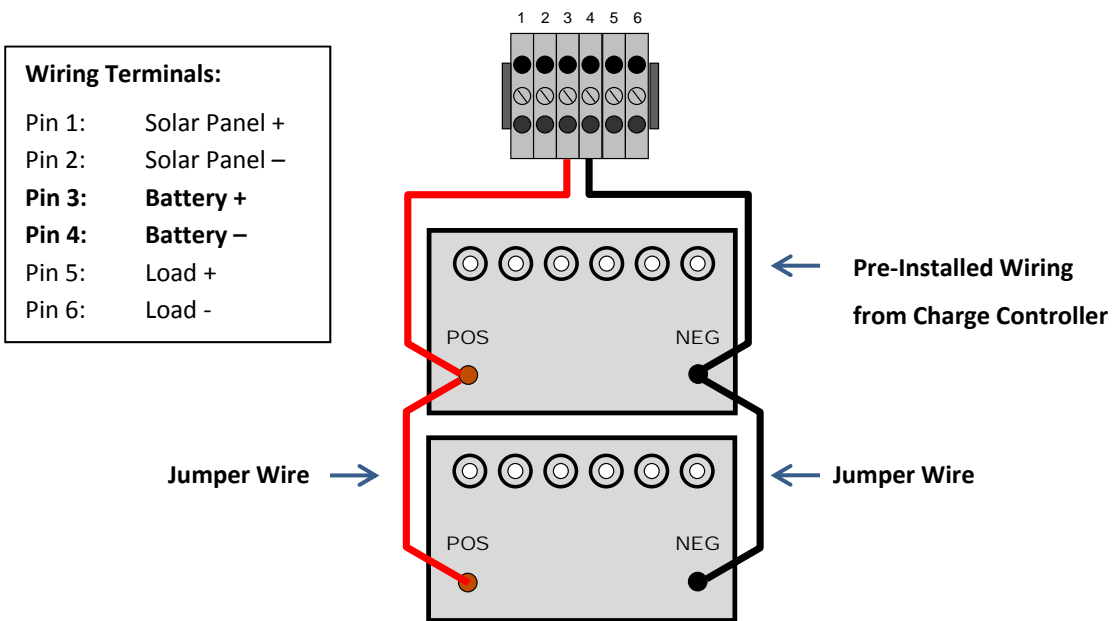 1 2 3 4 5 6
Wiring Terminals:
Pin 1: Solar Panel +
Pin 2: Solar Panel –
Pin 3: Battery +
Pin 4: Battery –
Pin 5: Load +
Pin 6: Load -
Pre-Installed Wiring
from Charge Controller
POS NEG
Jumper Wire
Jumper Wire
POS NEG